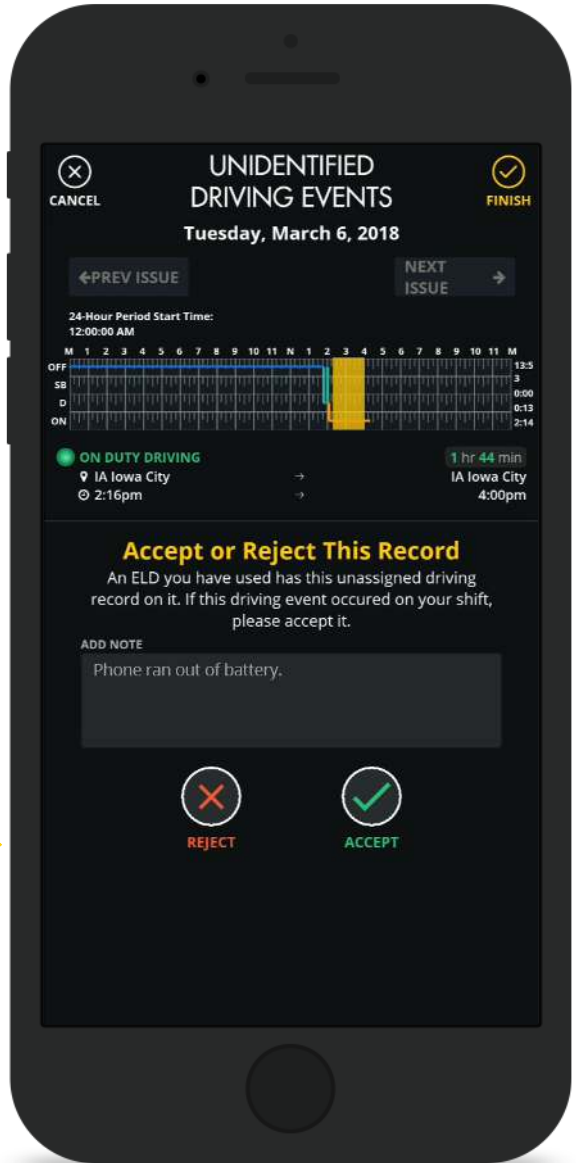 UNIDENTIFIED
DRIVING EVENTS
CANCEL
FINISH
Tuesday, March 6, 2018
←PREV ISSUE
NEXT
ISSUE →
24-Hour Period Start Time:
12:00:00 AM
M 1 2 3 4 5 6 7 8 9 10 11 N 1 2 3 4 5 6 7 8 9 10 11 M
OFF 13:5
3
SB 0:00
D 0:13
ON 2:14
ON DUTY DRIVING 1 hr 44 min
IA Iowa City → IA Iowa City
2:16pm → 4:00pm
Accept or Reject This Record
An ELD you have used has this unassigned driving
record on it. If this driving event occured on your shift,
please accept it.
ADD NOTE
Phone ran out of battery.
REJECT ACCEPT